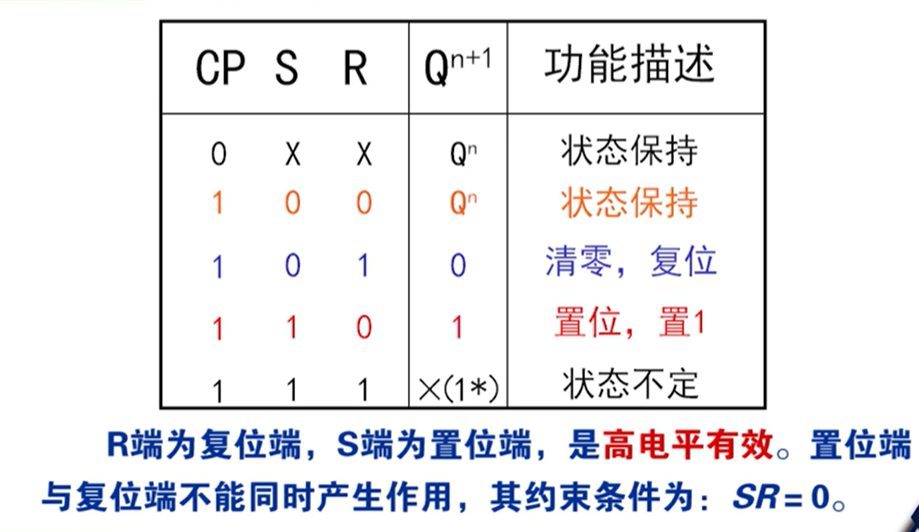 CP S R Qⁿ⁺¹ 功能描述
0 X X Qⁿ 状态保持
1 0 0 Qⁿ 状态保持
1 0 1 0 清零，复位
1 1 0 1 置位，置1
1 1 1 ×(1*) 状态不定
R端为复位端，S端为置位端，是高电平有效。置位端
与复位端不能同时产生作用，其约束条件为：SR=0。